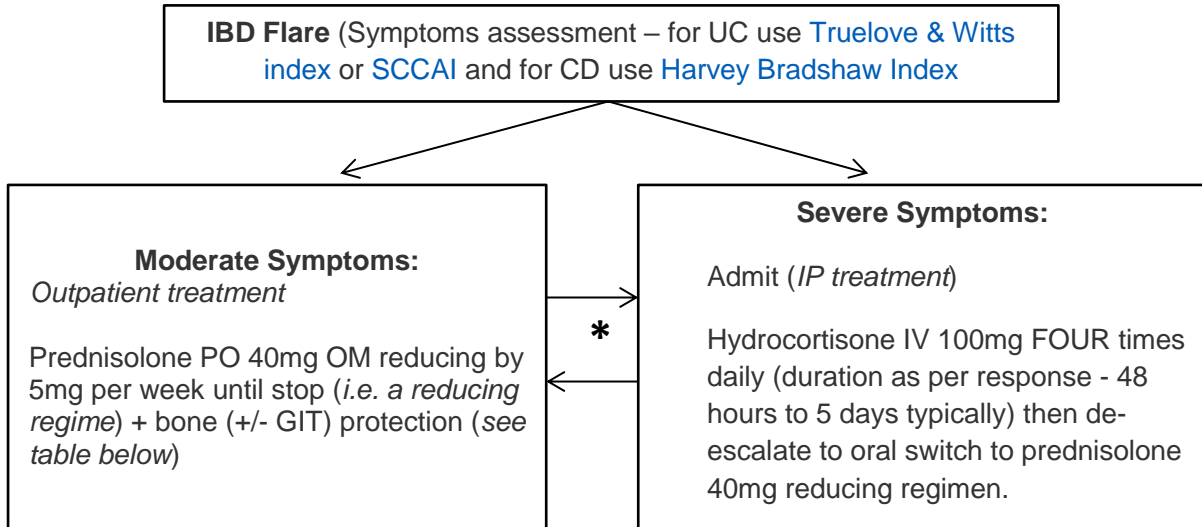 IBD Flare (Symptoms assessment – for UC use Truelove & Witts
index or SCCAI and for CD use Harvey Bradshaw Index
Moderate Symptoms:
Outpatient treatment
Prednisolone PO 40mg OM reducing by
5mg per week until stop (i.e. a reducing
regime) + bone (+/- GIT) protection (see
table below)
*
Severe Symptoms:
Admit (IP treatment)
Hydrocortisone IV 100mg FOUR times
daily (duration as per response - 48
hours to 5 days typically) then de-
escalate to oral switch to prednisolone
40mg reducing regimen.